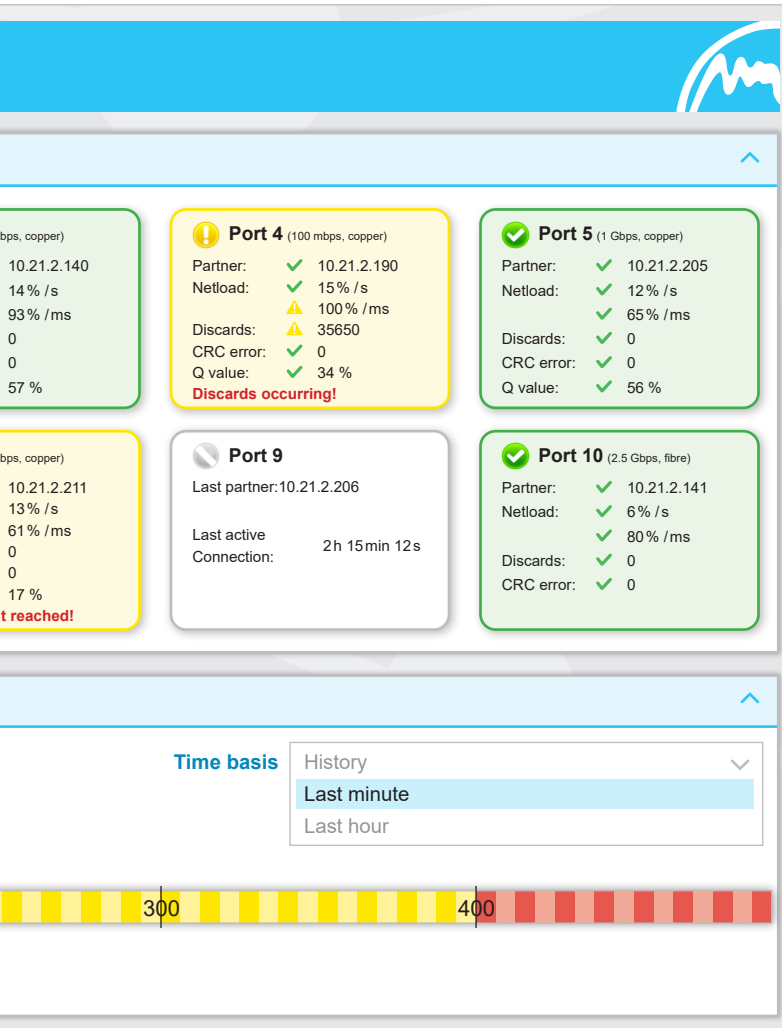 bps, copper)
10.21.2.140
14% /s
93% /ms
0
0
57 %
Port 4 (100 mbps, copper)
Partner: 10.21.2.190
Netload: 15% /s
100% /ms
Discards: 35650
CRC error: 0
Q value: 34 %
Discards occurring!
Port 5 (1 Gbps, copper)
Partner: 10.21.2.205
Netload: 12% /s
65% /ms
Discards: 0
CRC error: 0
Q value: 56 %
bps, copper)
10.21.2.211
13% /s
61% /ms
0
0
17 %
t reached!
Port 9
Last partner:10.21.2.206
Last active
Connection: 2h 15min 12s
Port 10 (2.5 Gbps, fibre)
Partner: 10.21.2.141
Netload: 6% /s
80% /ms
Discards: 0
CRC error: 0
Time basis History
Last minute
Last hour
300 400